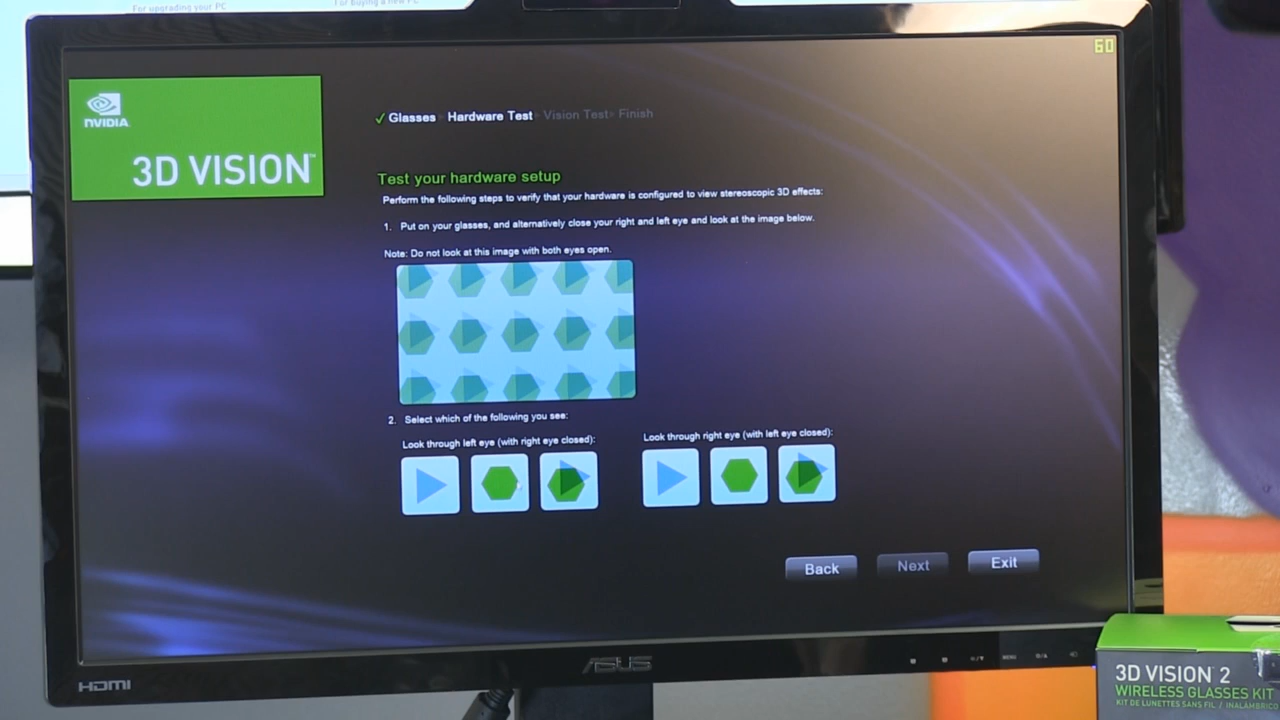 For upgrading your PC
For buying a new PC
60
NVIDIA
3D VISION™
✓ Glasses Hardware Test Vision Test Finish
Test your hardware setup
Perform the following steps to verify that your hardware is configured to view stereoscopic 3D effects:
1. Put on your glasses, and alternatively close your right and left eye and look at the image below.
Note: Do not look at this image with both eyes open.
2. Select which of the following you see:
Look through left eye (with right eye closed):
Look through right eye (with left eye closed):
Back
Next
Exit
HDMI
ASUS
MENU
3D VISION™ 2
WIRELESS GLASSES KIT
KIT DE LUNETTES SANS FIL / INALÁMBRICO